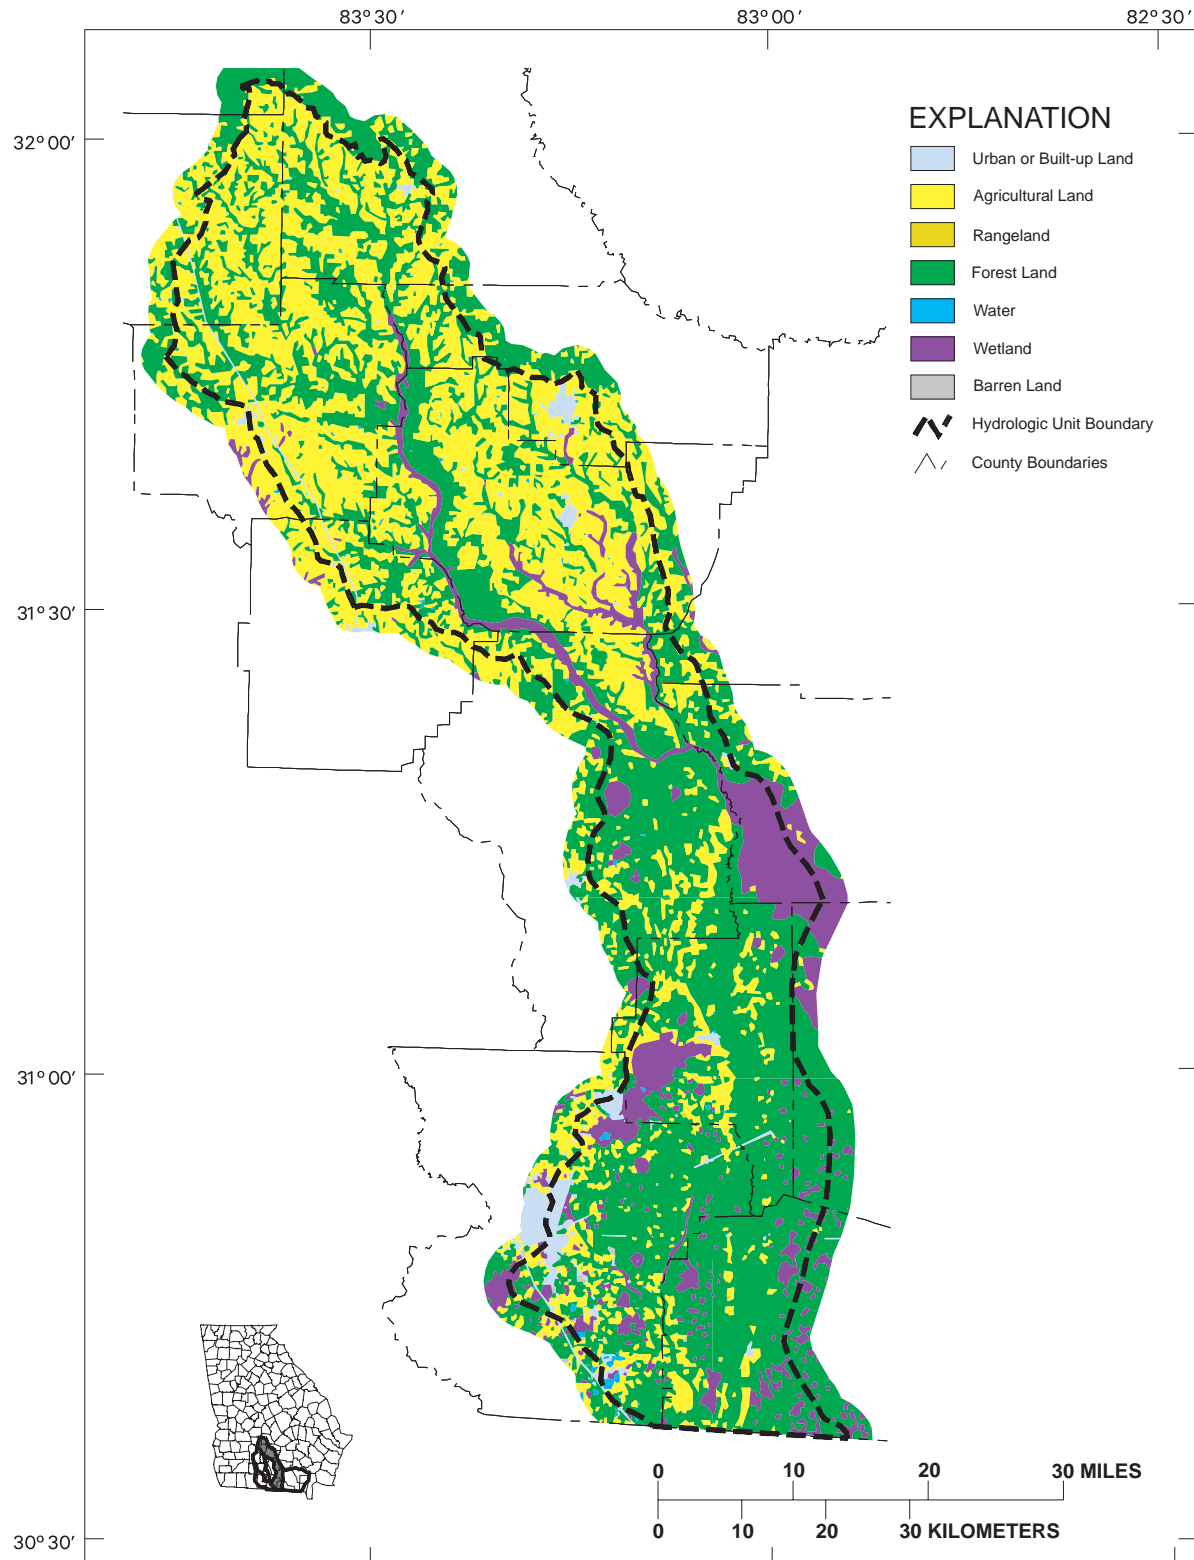 83° 30′
83° 00′
82° 30′
32° 00′
31° 30′
31° 00′
30° 30′
EXPLANATION
Urban or Built-up Land
Agricultural Land
Rangeland
Forest Land
Water
Wetland
Barren Land
Hydrologic Unit Boundary
County Boundaries
0 10 20 30 MILES
0 10 20 30 KILOMETERS